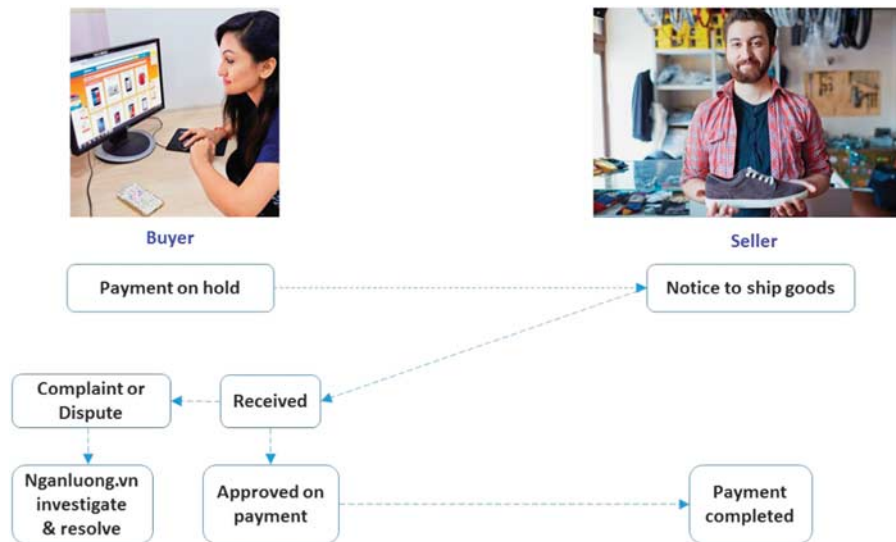 Buyer
Seller
Payment on hold
Notice to ship goods
Complaint or
Dispute
Received
Nganluong.vn
investigate
& resolve
Approved on
payment
Payment
completed